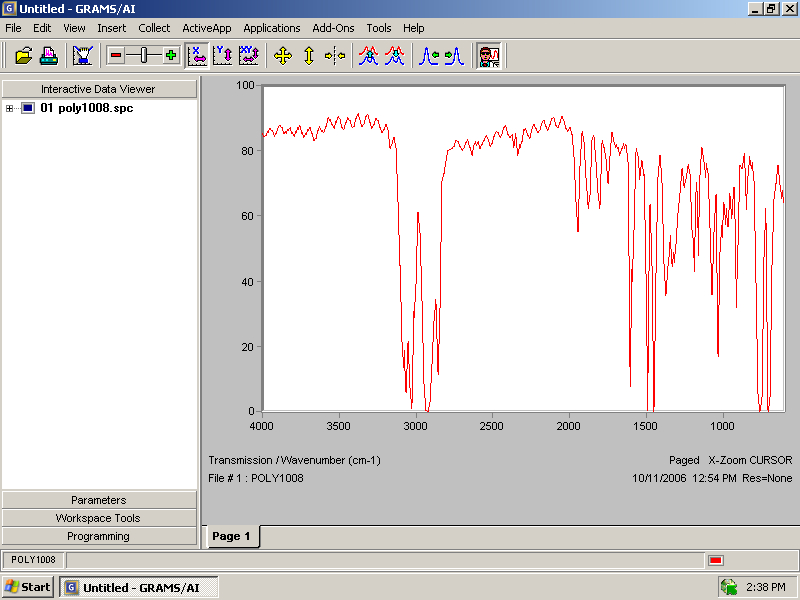 Untitled - GRAMS/AI
File Edit View Insert Collect ActiveApp Applications Add-Ons Tools Help
X Y XY
Interactive Data Viewer
01 poly1008.spc
100
80
60
40
20
0
4000 3500 3000 2500 2000 1500 1000
Transmission / Wavenumber (cm-1) Paged X-Zoom CURSOR
File # 1 : POLY1008 10/11/2006 12:54 PM Res=None
Parameters
Workspace Tools
Programming
Page 1
POLY1008
Start Untitled - GRAMS/AI 2:38 PM